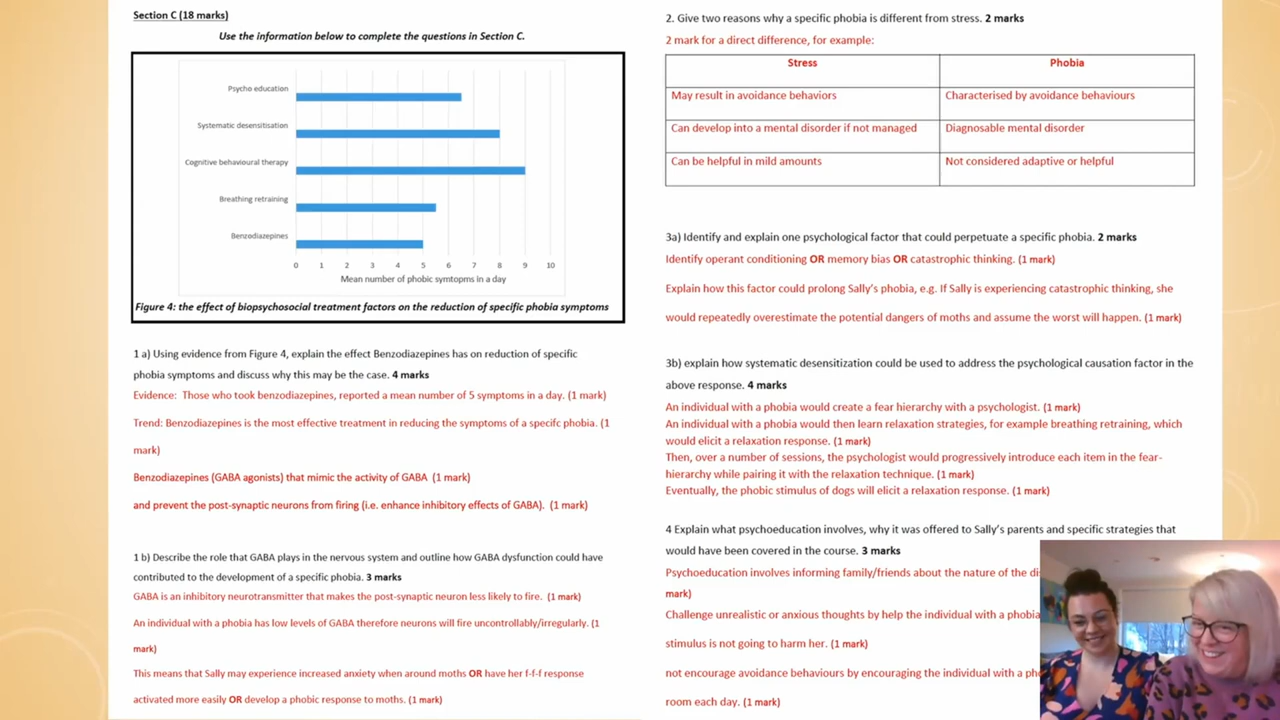 Section C (18 marks)
Use the information below to complete the questions in Section C.
Psycho education
Systematic desensitisation
Cognitive behavioural therapy
Breathing retraining
Benzodiazepines
0 1 2 3 4 5 6 7 8 9 10
Mean number of phobic symtpoms in a day
Figure 4: the effect of biopsychosocial treatment factors on the reduction of specific phobia symptoms
1 a) Using evidence from Figure 4, explain the effect Benzodiazepines has on reduction of specific
phobia symptoms and discuss why this may be the case. 4 marks
Evidence: Those who took benzodiazepines, reported a mean number of 5 symptoms in a day. (1 mark)
Trend: Benzodiazepines is the most effective treatment in reducing the symptoms of a specifc phobia. (1
mark)
Benzodiazepines (GABA agonists) that mimic the activity of GABA (1 mark)
and prevent the post-synaptic neurons from firing (i.e. enhance inhibitory effects of GABA). (1 mark)
1 b) Describe the role that GABA plays in the nervous system and outline how GABA dysfunction could have
contributed to the development of a specific phobia. 3 marks
GABA is an inhibitory neurotransmitter that makes the post-synaptic neuron less likely to fire. (1 mark)
An individual with a phobia has low levels of GABA therefore neurons will fire uncontrollably/irregularly. (1
mark)
This means that Sally may experience increased anxiety when around moths OR have her f-f-f response
activated more easily OR develop a phobic response to moths. (1 mark)
2. Give two reasons why a specific phobia is different from stress. 2 marks
2 mark for a direct difference, for example:
Stress Phobia
May result in avoidance behaviors Characterised by avoidance behaviours
Can develop into a mental disorder if not managed Diagnosable mental disorder
Can be helpful in mild amounts Not considered adaptive or helpful
3a) Identify and explain one psychological factor that could perpetuate a specific phobia. 2 marks
Identify operant conditioning OR memory bias OR catastrophic thinking. (1 mark)
Explain how this factor could prolong Sally's phobia, e.g. If Sally is experiencing catastrophic thinking, she
would repeatedly overestimate the potential dangers of moths and assume the worst will happen. (1 mark)
3b) explain how systematic desensitization could be used to address the psychological causation factor in the
above response. 4 marks
An individual with a phobia would create a fear hierarchy with a psychologist. (1 mark)
An individual with a phobia would then learn relaxation strategies, for example breathing retraining, which
would elicit a relaxation response. (1 mark)
Then, over a number of sessions, the psychologist would progressively introduce each item in the fear-
hierarchy while pairing it with the relaxation technique. (1 mark)
Eventually, the phobic stimulus of dogs will elicit a relaxation response. (1 mark)
4 Explain what psychoeducation involves, why it was offered to Sally's parents and specific strategies that
would have been covered in the course. 3 marks
Psychoeducation involves informing family/friends about the nature of the
mark)
Challenge unrealistic or anxious thoughts by help the individual with a phobia
stimulus is not going to harm her. (1 mark)
not encourage avoidance behaviours by encouraging the individual with a
room each day. (1 mark)